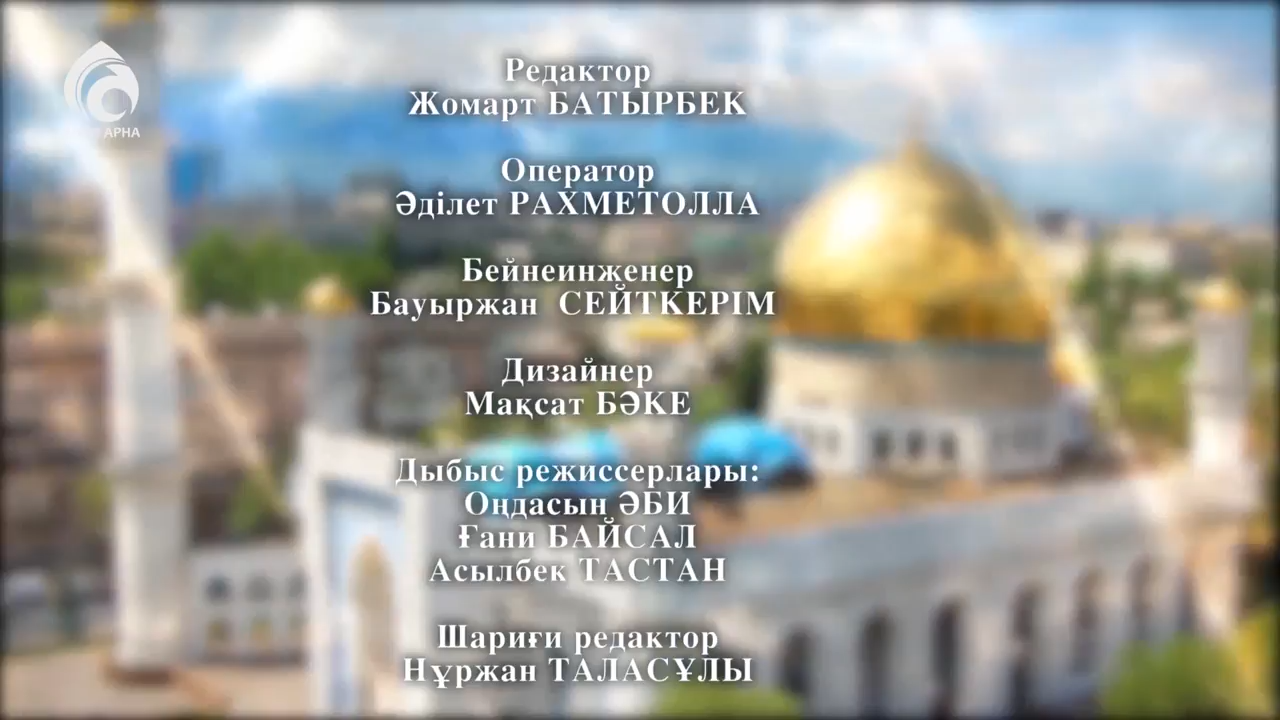 АРНА
Редактор
Жомарт БАТЫРБЕК
Оператор
Әділет РАХМЕТОЛЛА
Бейнеинженер
Бауыржан СЕЙТКЕРІМ
Дизайнер
Мақсат БӘКЕ
Дыбыс режиссерлары:
Оңдасын ӘБИ
Ғани БАЙСАЛ
Асылбек ТАСТАН
Шариғи редактор
Нұржан ТАЛАСҰЛЫ